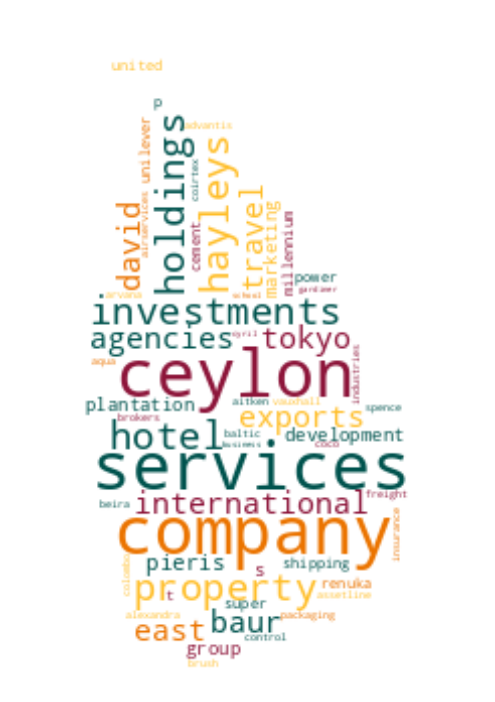 united
p
advantis
unilever
holdings
hayleys
coirtex
david
airservices
cement
travel
marketing
millennium
power
gardiner
arvana
school
investments
agencies
cyril
tokyo
aqua
ceylon
industries
plantation
aitken
vauxhall
spence
brokers
exports
hotel
baltic
development
business
coco
services
beira
international
freight
company
insurance
pieris
shipping
colombo
s
property
renuka
t
assetline
super
alexandra
baur
packaging
east
control
group
brush